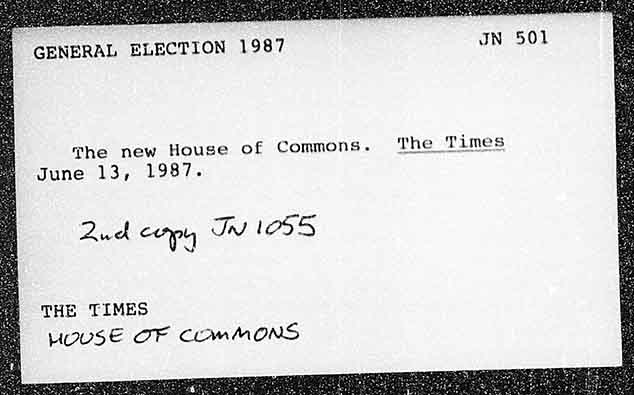 GENERAL ELECTION 1987 JN 501
The new House of Commons. The Times
June 13, 1987.
2nd copy JN 1055
THE TIMES
HOUSE OF COMMONS